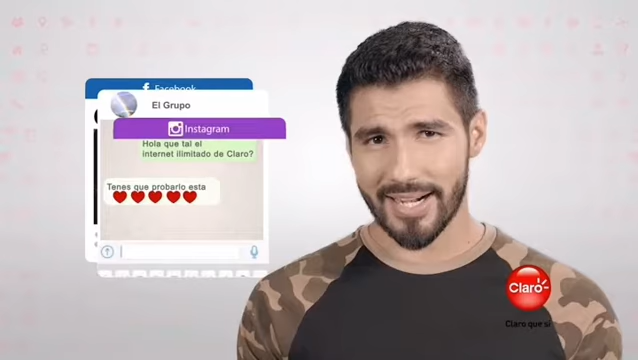 Facebook
El Grupo
Instagram
Hola que tal el
internet ilimitado de Claro?
Tenes que probarlo esta
Claro
Claro que sí